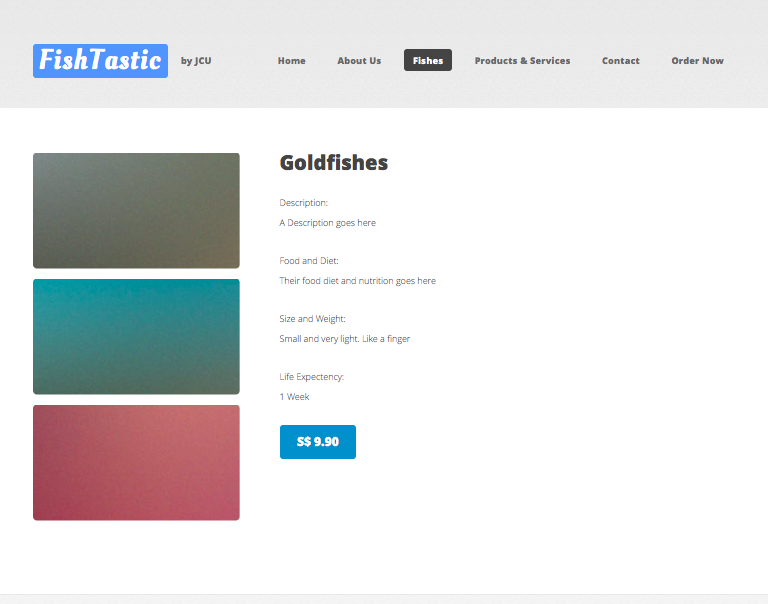 FishTastic by JCU Home About Us Fishes Products & Services Contact Order Now
Goldfishes
Description:
A Description goes here
Food and Diet:
Their food diet and nutrition goes here
Size and Weight:
Small and very light. Like a finger
Life Expectency:
1 Week
S$ 9.90